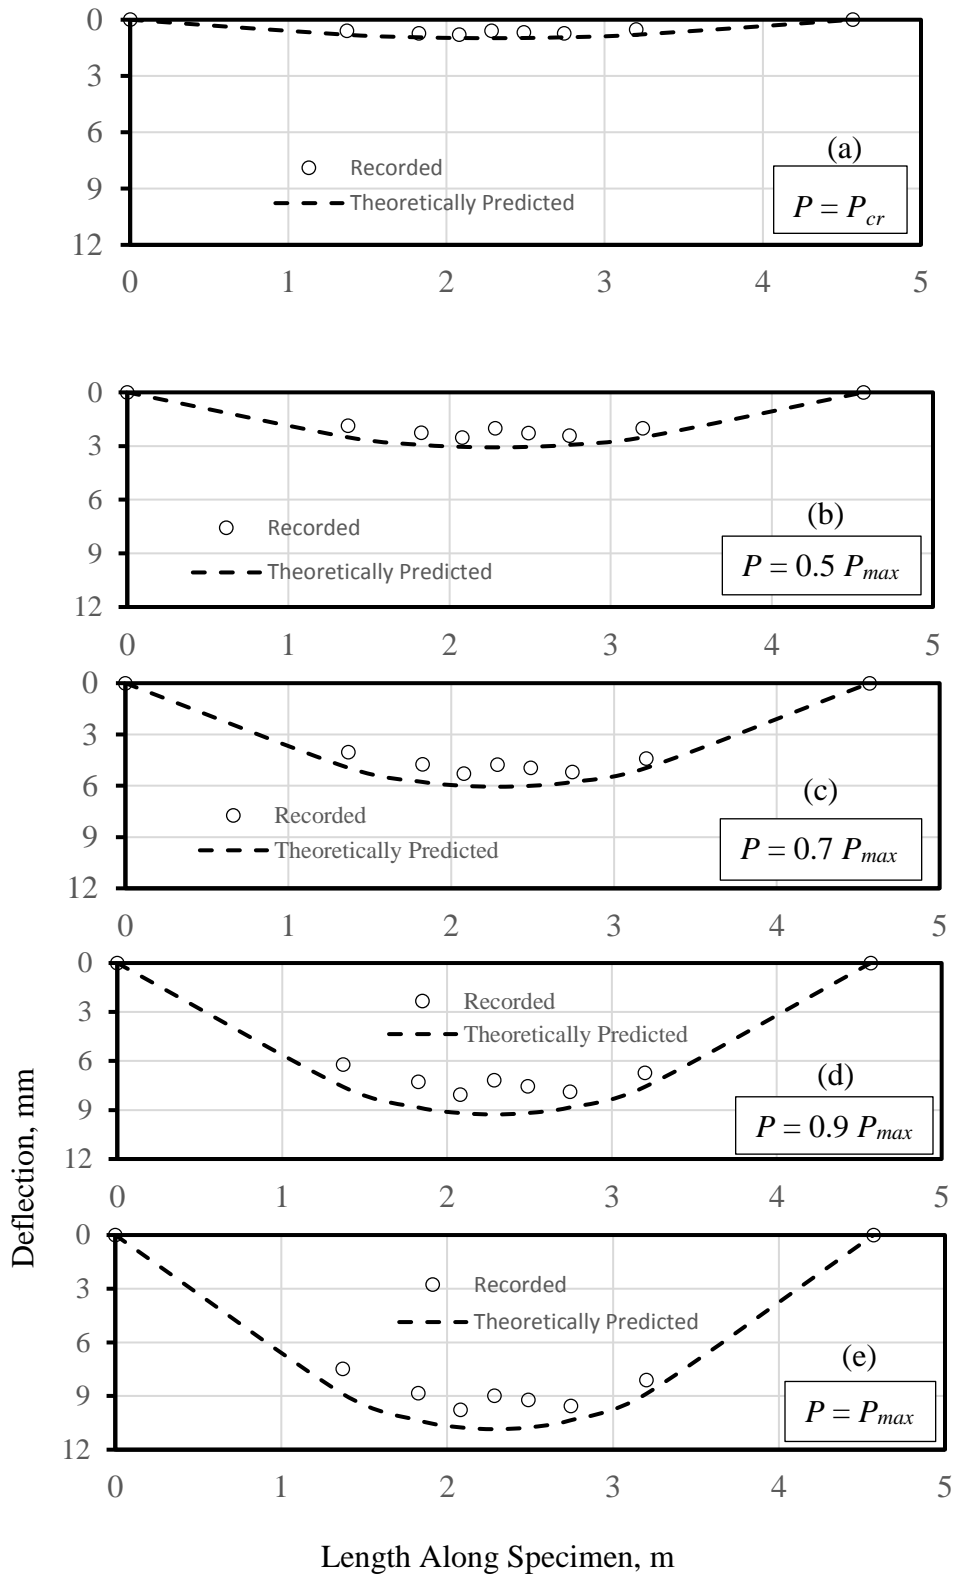 0
3
6
9
12
Recorded
Theoretically Predicted
(a)
P = Pcr
0 1 2 3 4 5
0
3
6
9
12
Recorded
Theoretically Predicted
(b)
P = 0.5 Pmax
0 1 2 3 4 5
0
3
6
9
12
Recorded
Theoretically Predicted
(c)
P = 0.7 Pmax
0 1 2 3 4 5
0
3
6
9
12
Recorded
Theoretically Predicted
(d)
P = 0.9 Pmax
0 1 2 3 4 5
Deflection, mm
0
3
6
9
12
Recorded
Theoretically Predicted
(e)
P = Pmax
0 1 2 3 4 5
Length Along Specimen, m